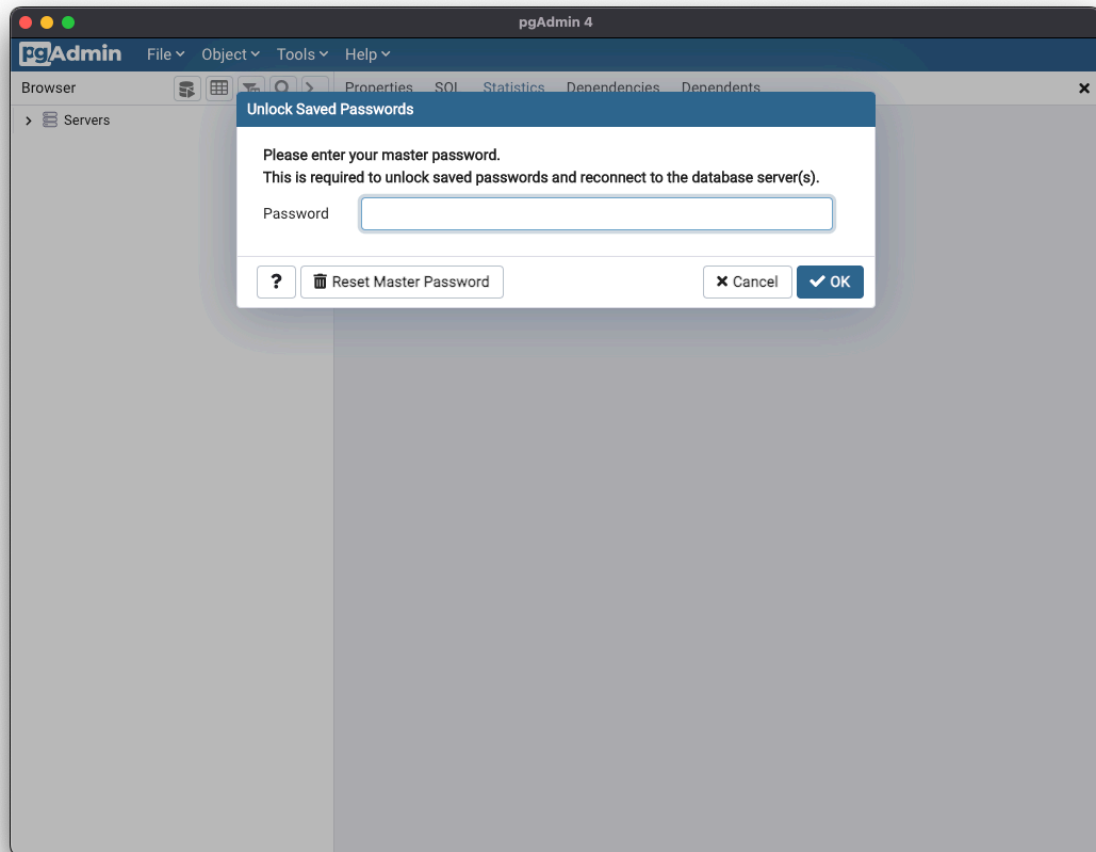 pgAdmin 4
pgAdmin File Object Tools Help
Browser Properties SQL Statistics Dependencies Dependents
Unlock Saved Passwords
Servers
Please enter your master password.
This is required to unlock saved passwords and reconnect to the database server(s).
Password
? Reset Master Password Cancel OK